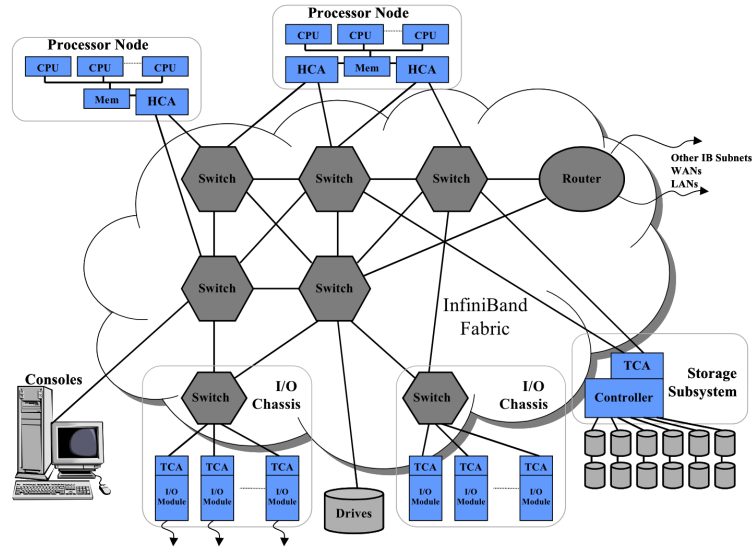 Processor Node
CPU
CPU
CPU
HCA
Mem
HCA
Processor Node
CPU
CPU
CPU
Mem
HCA
Switch
Switch
Switch
Router
Other IB Subnets
WANs
LANs
Switch
Switch
InfiniBand
Fabric
Consoles
Switch
I/O
Chassis
Switch
I/O
Chassis
TCA
Controller
Storage
Subsystem
TCA
I/O
Module
TCA
I/O
Module
TCA
I/O
Module
Drives
TCA
I/O
Module
TCA
I/O
Module
TCA
I/O
Module